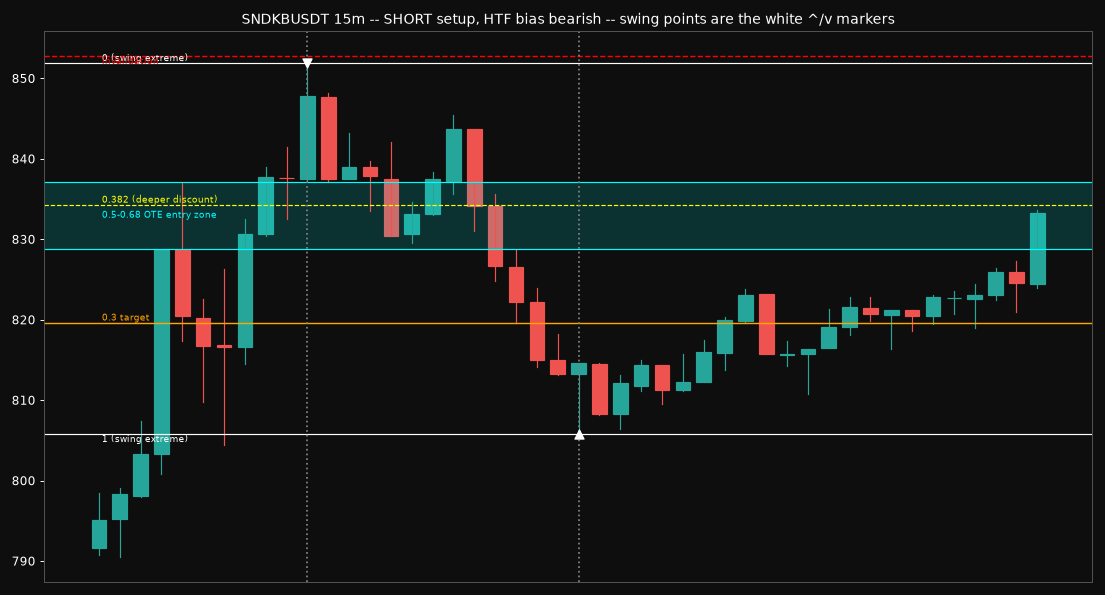 SNDKBUSDT 15m -- SHORT setup, HTF bias bearish -- swing points are the white ^/v markers
0 (swing extreme)
850
840
0.382 (deeper discount)
0.5-0.68 OTE entry zone
830
0.3 target
820
810
1 (swing extreme)
800
790